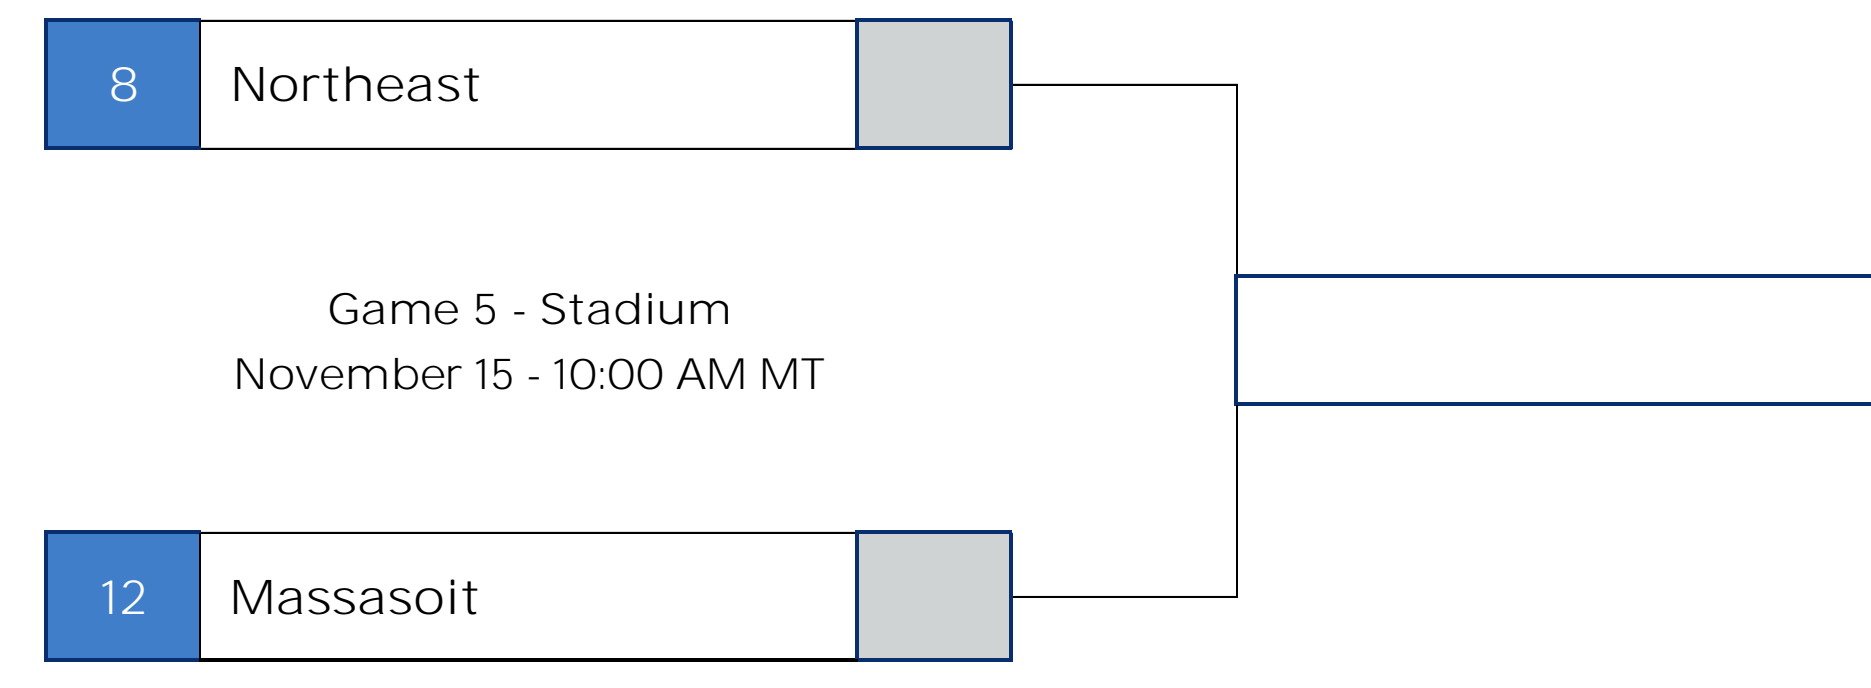 8 Northeast
Game 5 - Stadium
November 15 - 10:00 AM MT
12 Massasoit